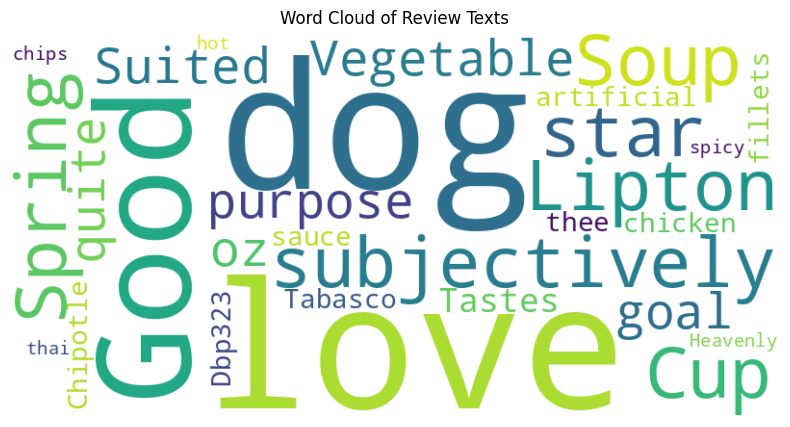 Word Cloud of Review Texts
chips
hot
Suited
Vegetable
Soup
artificial
fillets
Spring
quite
Good
dog
star
spicy
Lipton
purpose
thee
chicken
oz
sauce
subjectively
Dbp323
Tabasco
Tastes
goal
Chipotle
thai
love
Heavenly
Cup